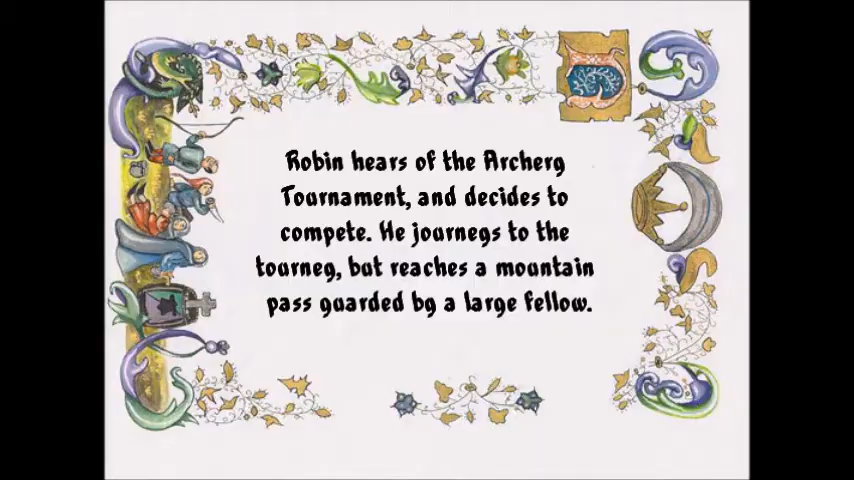 Robin hears of the Archery
Tournament, and decides to
compete. He journeys to the
tourney, but reaches a mountain
pass guarded by a large fellow.